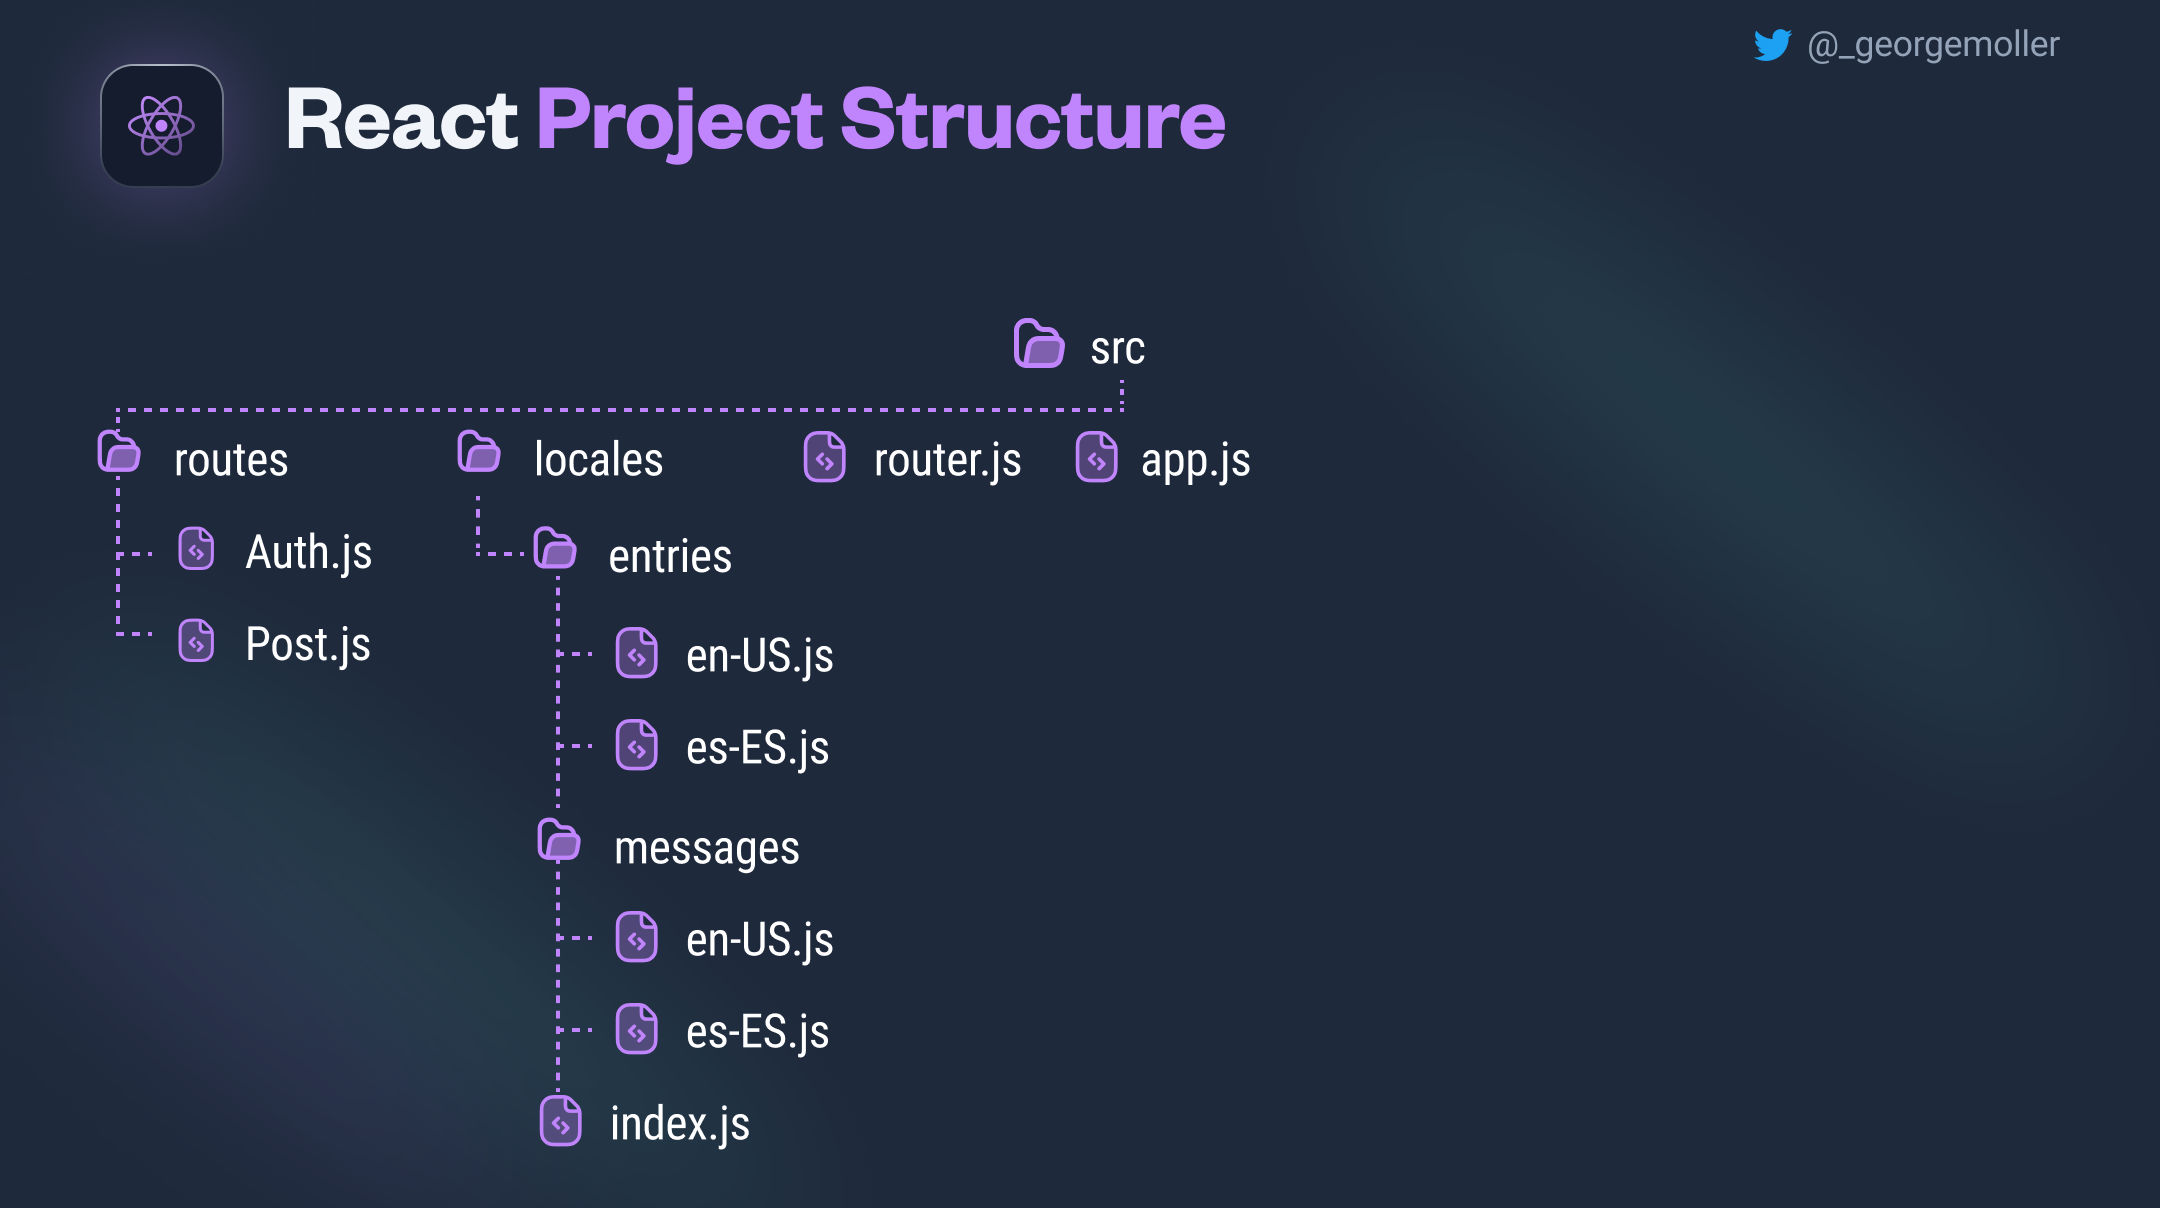 @_georgemoller
React Project Structure
src
routes
locales
router.js
app.js
Auth.js
Post.js
entries
en-US.js
es-ES.js
messages
en-US.js
es-ES.js
index.js